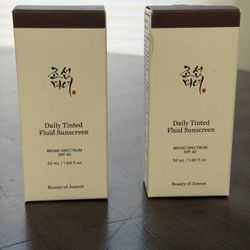 조선
미녀
Daily Tinted
Fluid Sunscreen
BROAD SPECTRUM
SPF 40
50 mL / 1.69 fl.oz.
Beauty of Joseon
조선
미녀
Daily Tinted
Fluid Sunscreen
BROAD SPECTRUM
SPF 40
50 mL / 1.69 fl.oz.
Beauty of Joseon